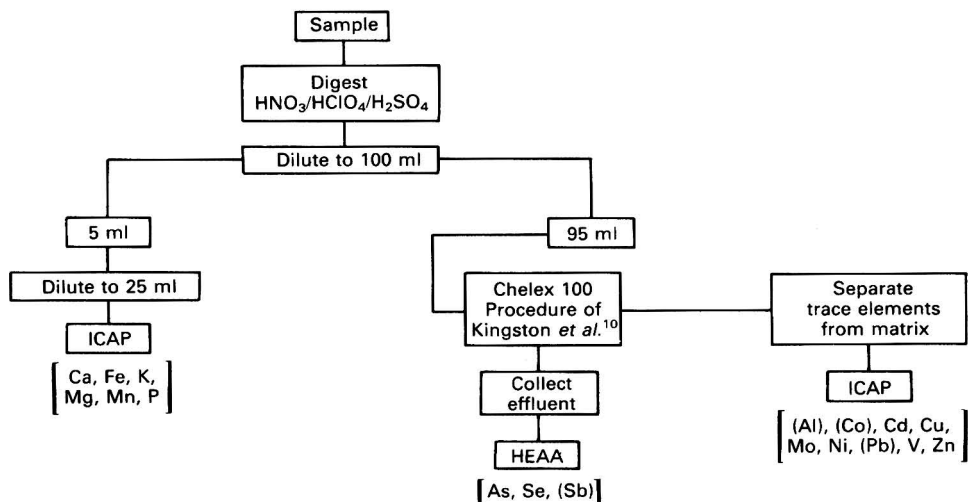 Sample
Digest
HNO₃/HClO₄/H₂SO₄
Dilute to 100 ml
5 ml
95 ml
Dilute to 25 ml
Chelex 100
Procedure of
Kingston et al.¹⁰
Separate
trace elements
from matrix
ICAP
[Ca, Fe, K,
Mg, Mn, P]
Collect
effluent
ICAP
[(Al), (Co), Cd, Cu,
Mo, Ni, (Pb), V, Zn]
HEAA
[As, Se, (Sb)]